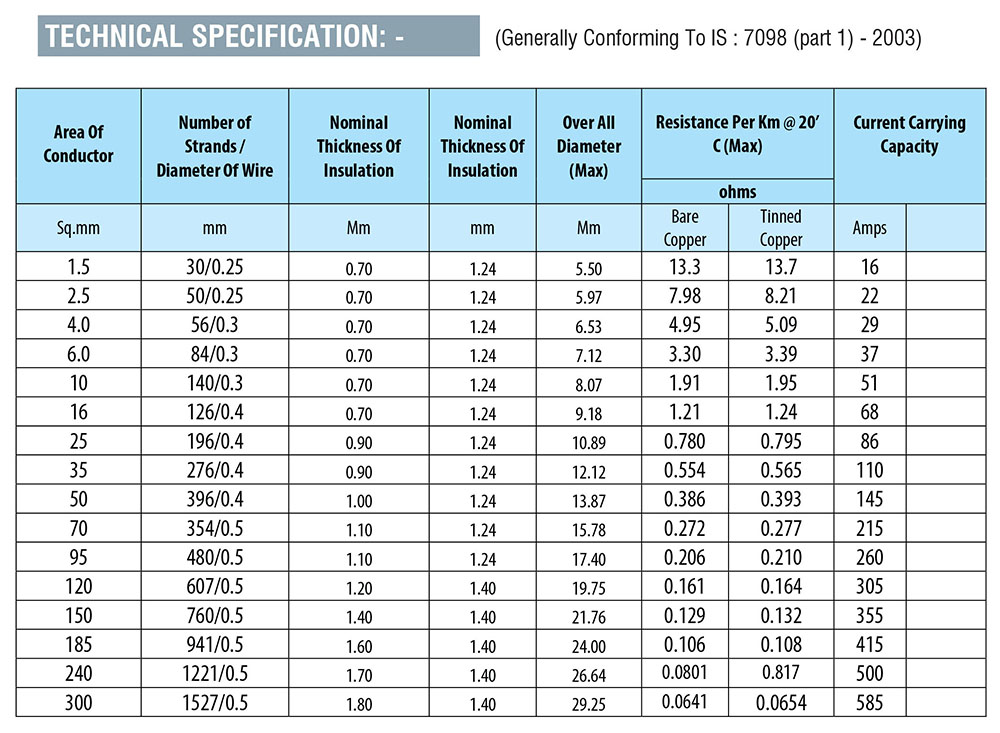 TECHNICAL SPECIFICATION: -
(Generally Conforming To IS : 7098 (part 1) - 2003)
Area Of Conductor | Number of Strands / Diameter Of Wire | Nominal Thickness Of Insulation | Nominal Thickness Of Insulation | Over All Diameter (Max) | Resistance Per Km @ 20′ C (Max) | Current Carrying Capacity
ohms
Sq.mm | mm | Mm | mm | Mm | Bare Copper | Tinned Copper | Amps
1.5 30/0.25 0.70 1.24 5.50 13.3 13.7 16
2.5 50/0.25 0.70 1.24 5.97 7.98 8.21 22
4.0 56/0.3 0.70 1.24 6.53 4.95 5.09 29
6.0 84/0.3 0.70 1.24 7.12 3.30 3.39 37
10 140/0.3 0.70 1.24 8.07 1.91 1.95 51
16 126/0.4 0.70 1.24 9.18 1.21 1.24 68
25 196/0.4 0.90 1.24 10.89 0.780 0.795 86
35 276/0.4 0.90 1.24 12.12 0.554 0.565 110
50 396/0.4 1.00 1.24 13.87 0.386 0.393 145
70 354/0.5 1.10 1.24 15.78 0.272 0.277 215
95 480/0.5 1.10 1.24 17.40 0.206 0.210 260
120 607/0.5 1.20 1.40 19.75 0.161 0.164 305
150 760/0.5 1.40 1.40 21.76 0.129 0.132 355
185 941/0.5 1.60 1.40 24.00 0.106 0.108 415
240 1221/0.5 1.70 1.40 26.64 0.0801 0.817 500
300 1527/0.5 1.80 1.40 29.25 0.0641 0.0654 585